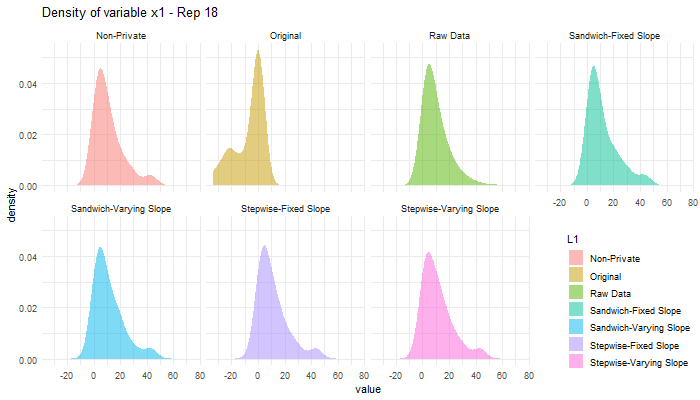 Density of variable x1 - Rep 18
Non-Private Original Raw Data Sandwich-Fixed Slope
0.04
0.02
0.00
-20 0 20 40 60 80
density
Sandwich-Varying Slope Stepwise-Fixed Slope Stepwise-Varying Slope
0.04
0.02
0.00
-20 0 20 40 60 80 -20 0 20 40 60 80 -20 0 20 40 60 80
value
L1
Non-Private
Original
Raw Data
Sandwich-Fixed Slope
Sandwich-Varying Slope
Stepwise-Fixed Slope
Stepwise-Varying Slope